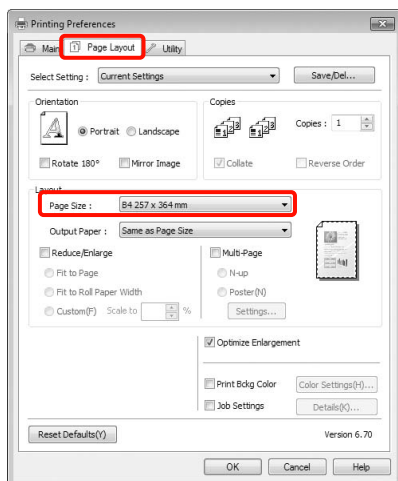 Printing Preferences
Main Page Layout Utility
Select Setting : Current Settings Save/Del...
Orientation Copies
Portrait Landscape Copies : 1
Rotate 180° Mirror Image Collate Reverse Order
Layout
Page Size : B4 257 x 364 mm
Output Paper : Same as Page Size
Reduce/Enlarge Multi-Page
Fit to Page N-up
Fit to Roll Paper Width Poster(N)
Custom(F) Scale to % Settings...
Optimize Enlargement
Print Bckg Color Color Settings(H)...
Job Settings Details(K)...
Reset Defaults(Y) Version 6.70
OK Cancel Help